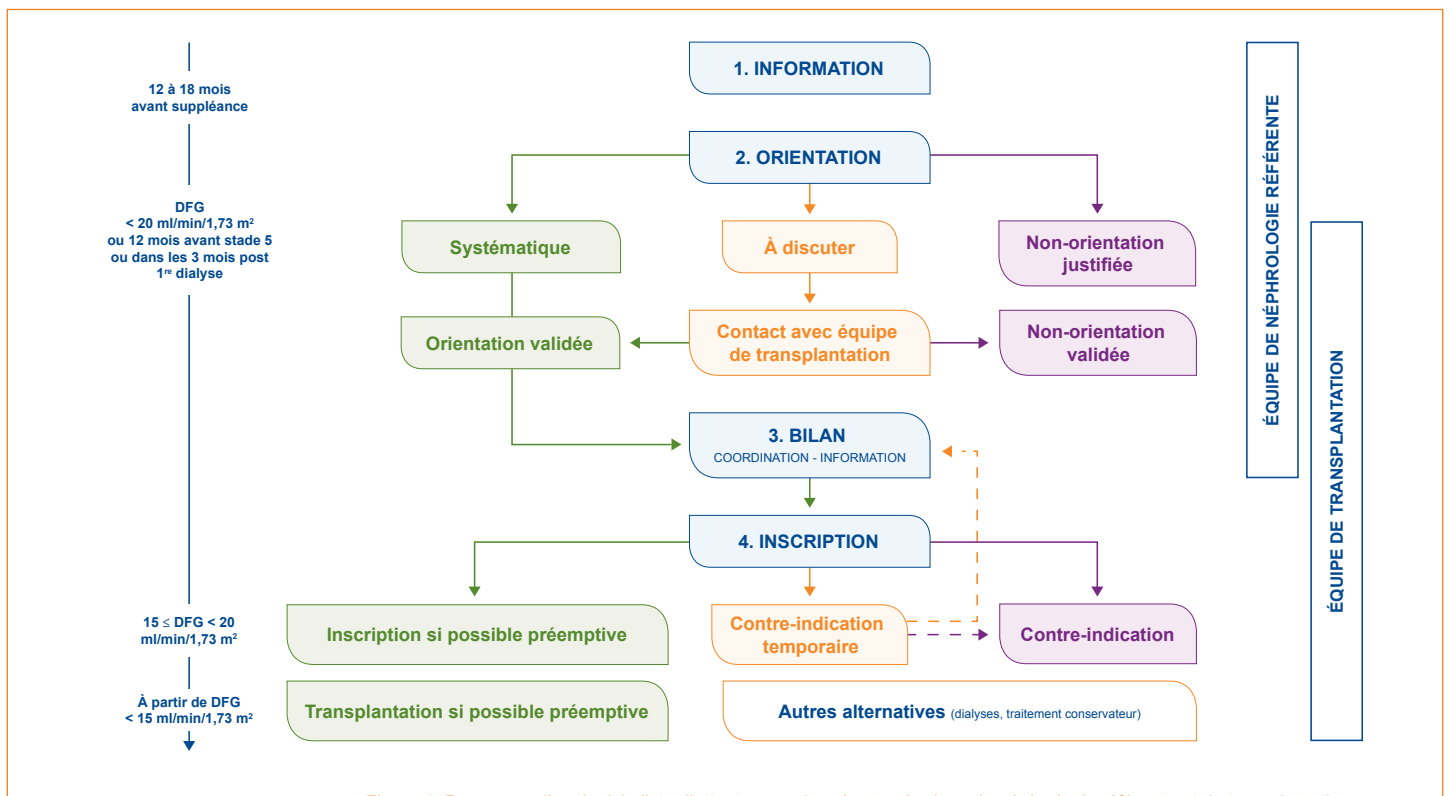 12 à 18 mois
avant suppléance
DFG
< 20 ml/min/1,73 m²
ou 12 mois avant stade 5
ou dans les 3 mois post
1re dialyse
15 ≤ DFG < 20
ml/min/1,73 m²
À partir de DFG
< 15 ml/min/1,73 m²
1. INFORMATION
2. ORIENTATION
Systématique
À discuter
Non-orientation
justifiée
Orientation validée
Contact avec équipe
de transplantation
Non-orientation
validée
3. BILAN
COORDINATION - INFORMATION
4. INSCRIPTION
Inscription si possible préemptive
Contre-indication
temporaire
Contre-indication
Transplantation si possible préemptive
Autres alternatives (dialyses, traitement conservateur)
ÉQUIPE DE NÉPHROLOGIE RÉFÉRENTE
ÉQUIPE DE TRANSPLANTATION